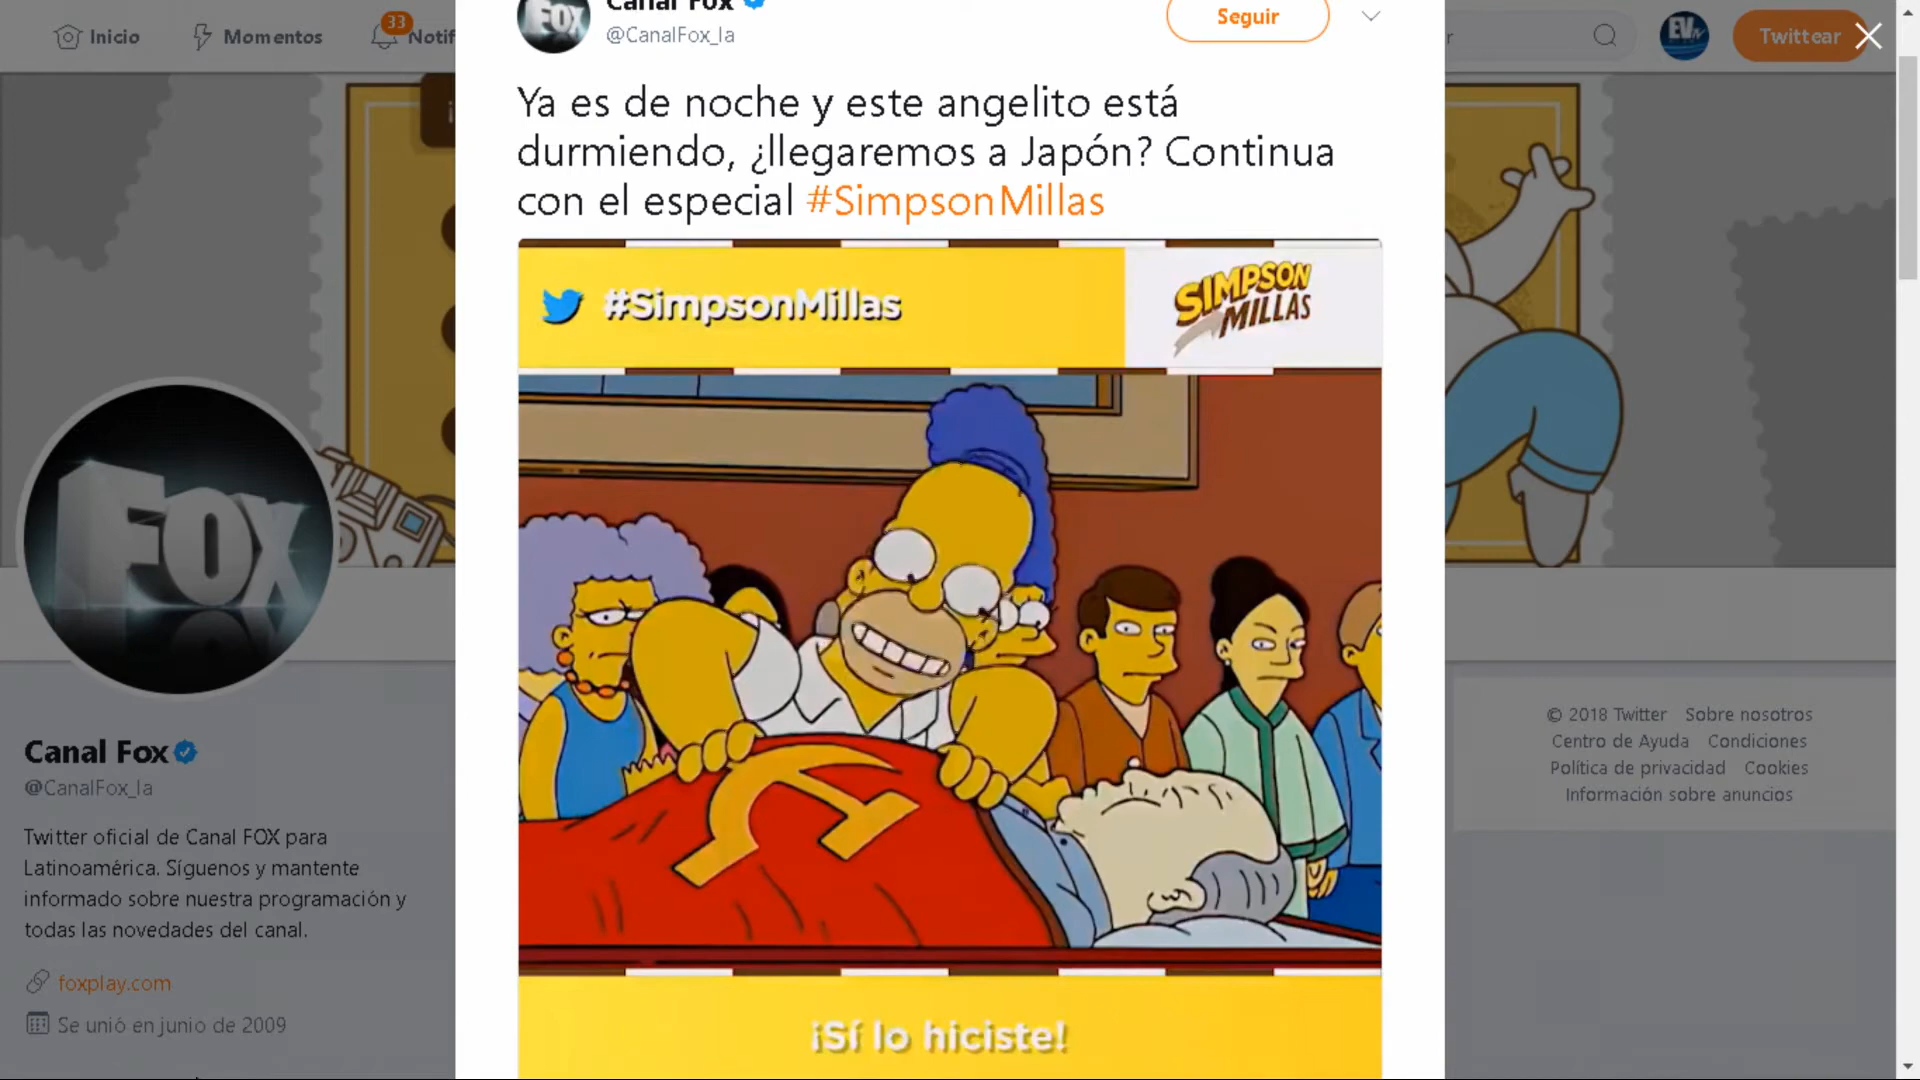 Inicio
Momentos
33
Notif
EV
Twittear
Canal Fox
@CanalFox_la
Seguir
Ya es de noche y este angelito está
durmiendo, ¿llegaremos a Japón? Continua
con el especial #SimpsonMillas
#SimpsonMillas
SIMPSON
MILLAS
¡Sí lo hiciste!
FOX
FOX
Canal Fox
@CanalFox_la
Twitter oficial de Canal FOX para
Latinoamérica. Síguenos y mantente
informado sobre nuestra programación y
todas las novedades del canal.
foxplay.com
Se unió en junio de 2009
© 2018 Twitter Sobre nosotros
Centro de Ayuda Condiciones
Política de privacidad Cookies
Información sobre anuncios